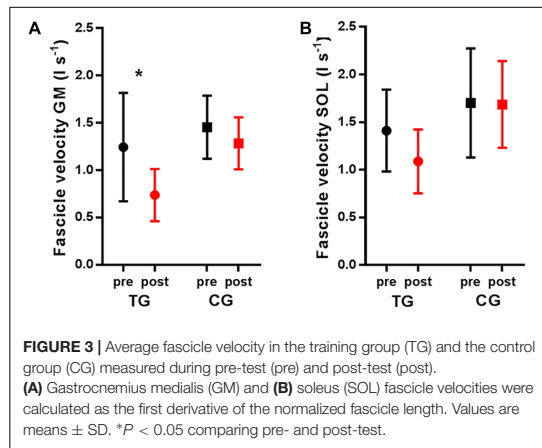 A
Fascicle velocity GM (l s-1)
2.5
2.0
1.5
1.0
0.5
0.0
*
pre post pre post
TG CG
B
Fascicle velocity SOL (l s-1)
2.5
2.0
1.5
1.0
0.5
0.0
pre post pre post
TG CG
FIGURE 3 | Average fascicle velocity in the training group (TG) and the control
group (CG) measured during pre-test (pre) and post-test (post).
(A) Gastrocnemius medialis (GM) and (B) soleus (SOL) fascicle velocities were
calculated as the first derivative of the normalized fascicle length. Values are
means ± SD. *P < 0.05 comparing pre- and post-test.